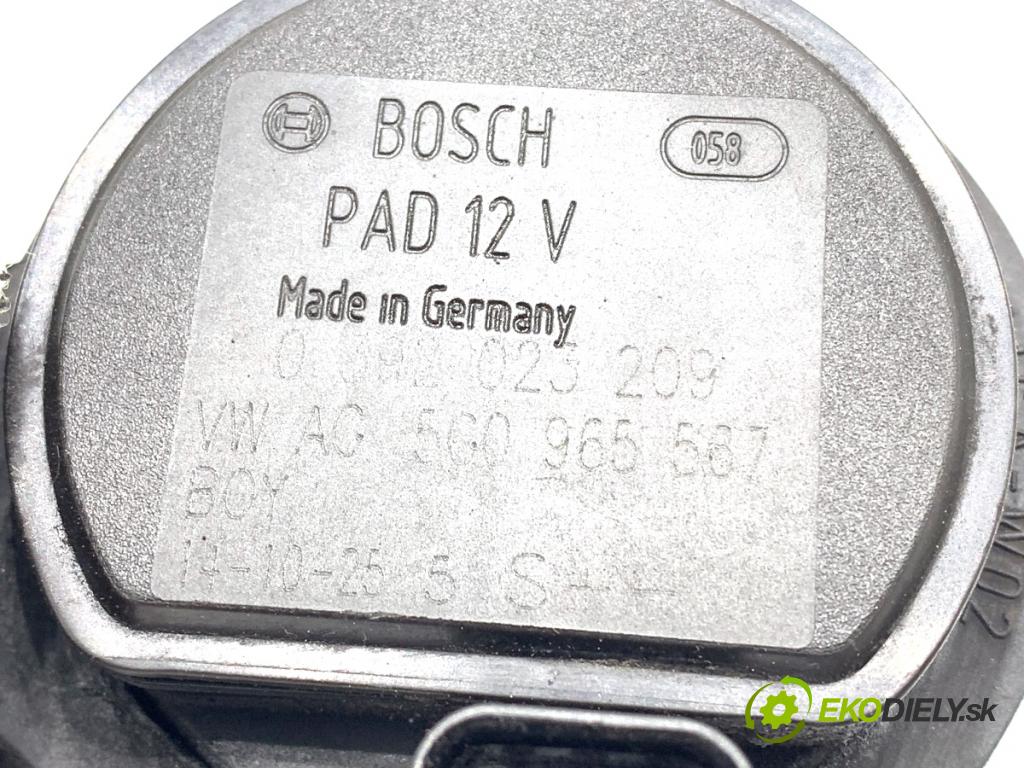 BOSCH
058
PAD 12 V
Made in Germany
0 392 023 209
VW AG 5G0 965 567
BOY
14-10-25 5 S--
EKODIELY.sk